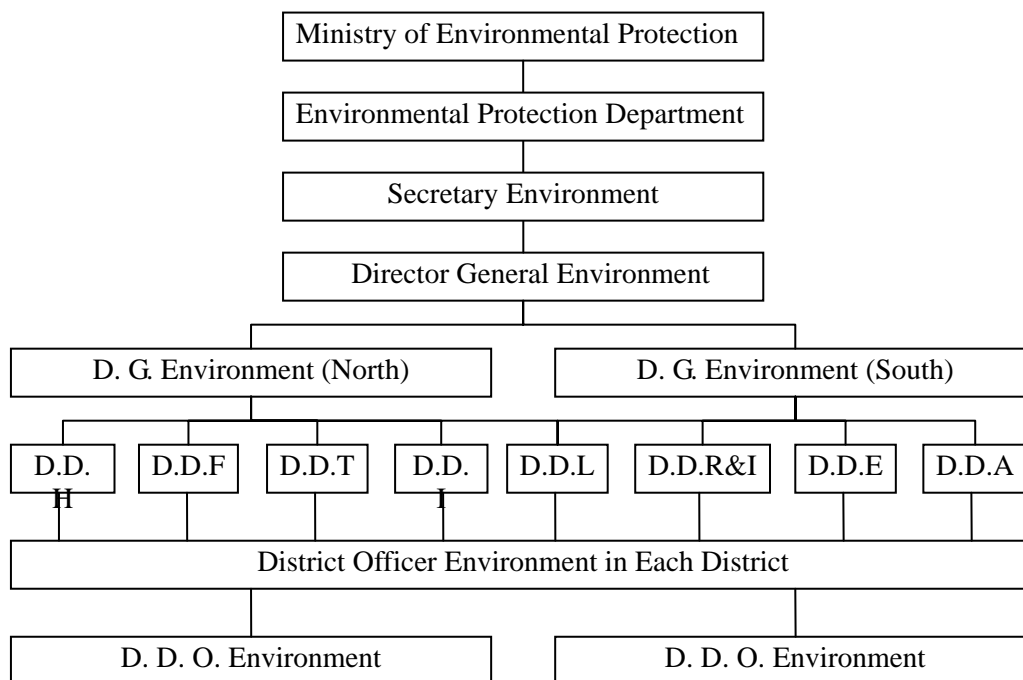 Ministry of Environmental Protection
Environmental Protection Department
Secretary Environment
Director General Environment
D. G. Environment (North)
D. G. Environment (South)
D.D.
H
D.D.F
D.D.T
D.D.
I
D.D.L
D.D.R&I
D.D.E
D.D.A
District Officer Environment in Each District
D. D. O. Environment
D. D. O. Environment